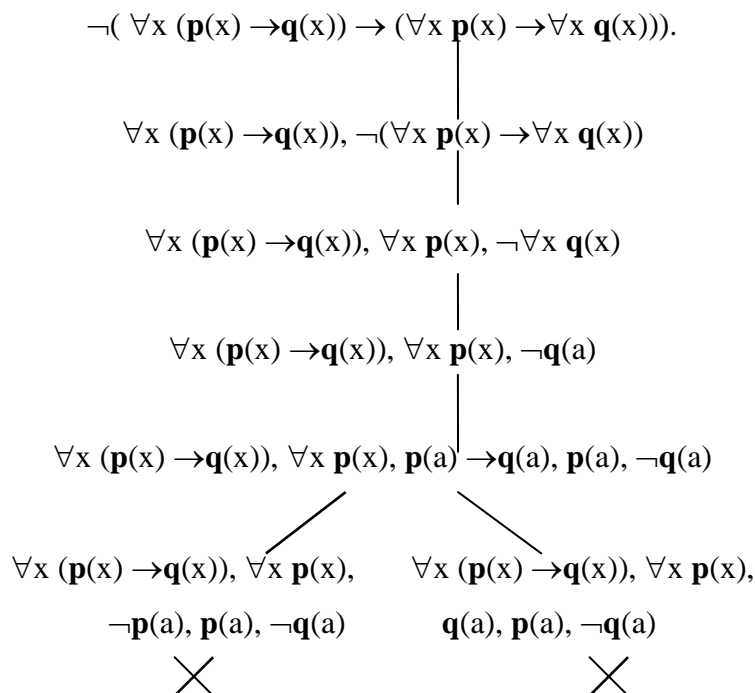 ¬( ∀x (p(x) →q(x)) → (∀x p(x) →∀x q(x))).
∀x (p(x) →q(x)), ¬(∀x p(x) →∀x q(x))
∀x (p(x) →q(x)), ∀x p(x), ¬∀x q(x)
∀x (p(x) →q(x)), ∀x p(x), ¬q(a)
∀x (p(x) →q(x)), ∀x p(x), p(a) →q(a), p(a), ¬q(a)
∀x (p(x) →q(x)), ∀x p(x),
¬p(a), p(a), ¬q(a)
∀x (p(x) →q(x)), ∀x p(x),
q(a), p(a), ¬q(a)